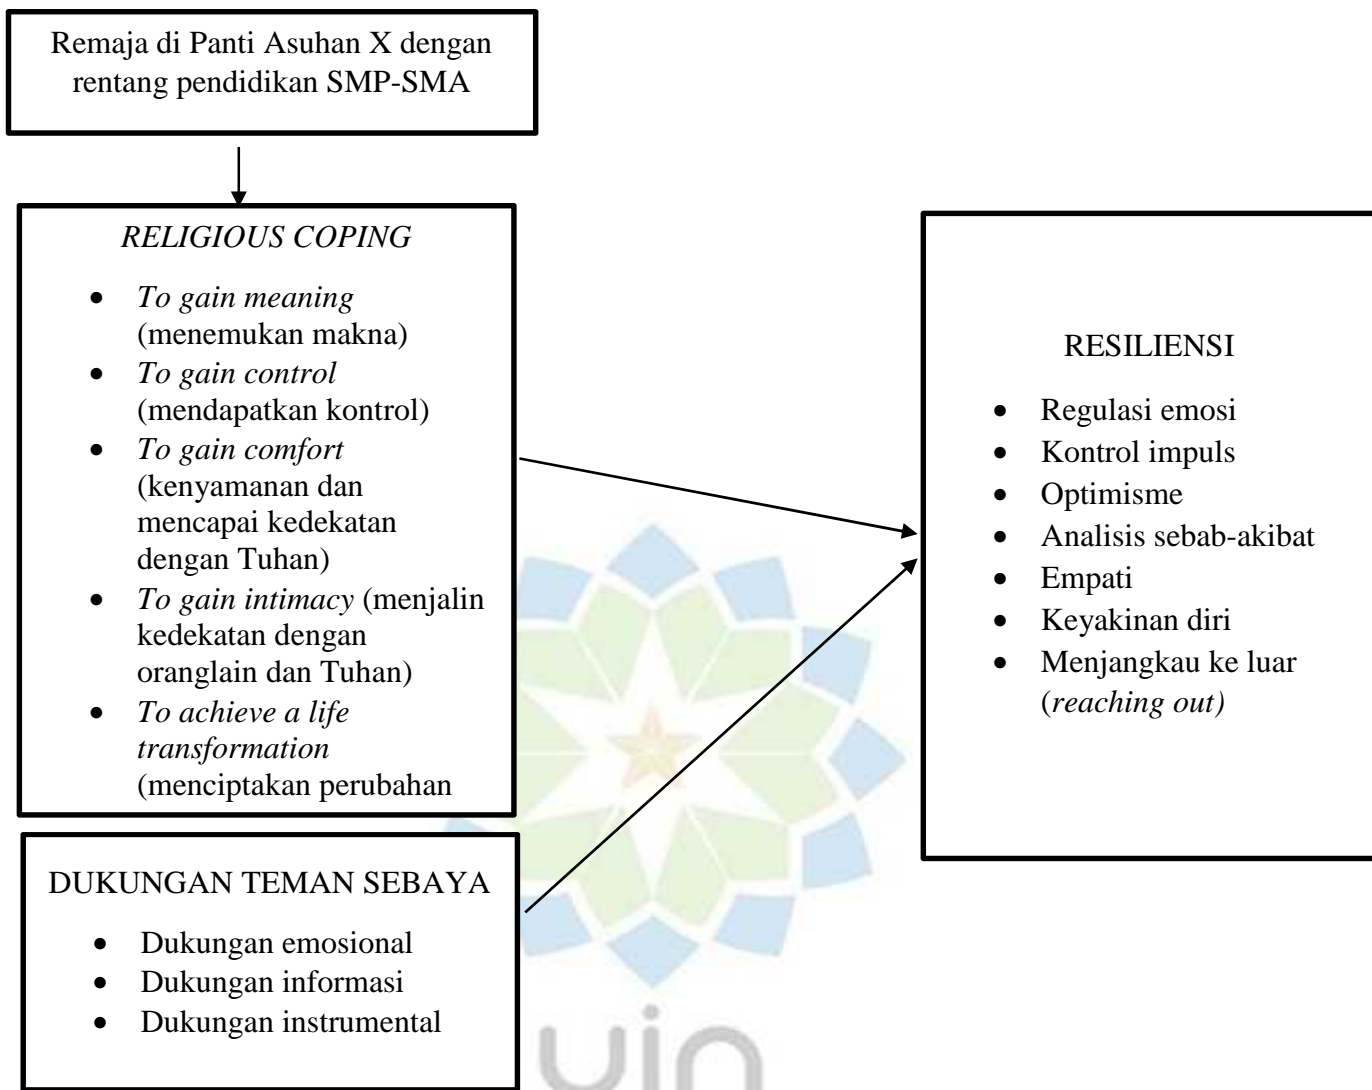 Remaja di Panti Asuhan X dengan
rentang pendidikan SMP-SMA
RELIGIOUS COPING
• To gain meaning
(menemukan makna)
• To gain control
(mendapatkan kontrol)
• To gain comfort
(kenyamanan dan
mencapai kedekatan
dengan Tuhan)
• To gain intimacy (menjalin
kedekatan dengan
oranglain dan Tuhan)
• To achieve a life
transformation
(menciptakan perubahan
DUKUNGAN TEMAN SEBAYA
• Dukungan emosional
• Dukungan informasi
• Dukungan instrumental
RESILIENSI
• Regulasi emosi
• Kontrol impuls
• Optimisme
• Analisis sebab-akibat
• Empati
• Keyakinan diri
• Menjangkau ke luar
(reaching out)
uin